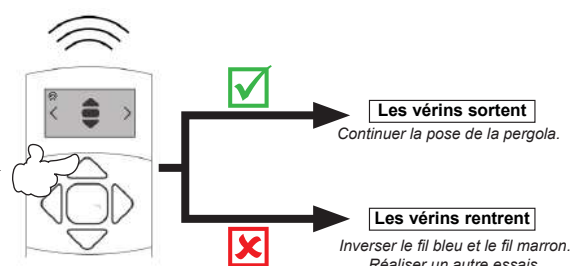 Les vérins sortent
Continuer la pose de la pergola.
Les vérins rentrent
Inverser le fil bleu et le fil marron.
Réaliser un autre essais